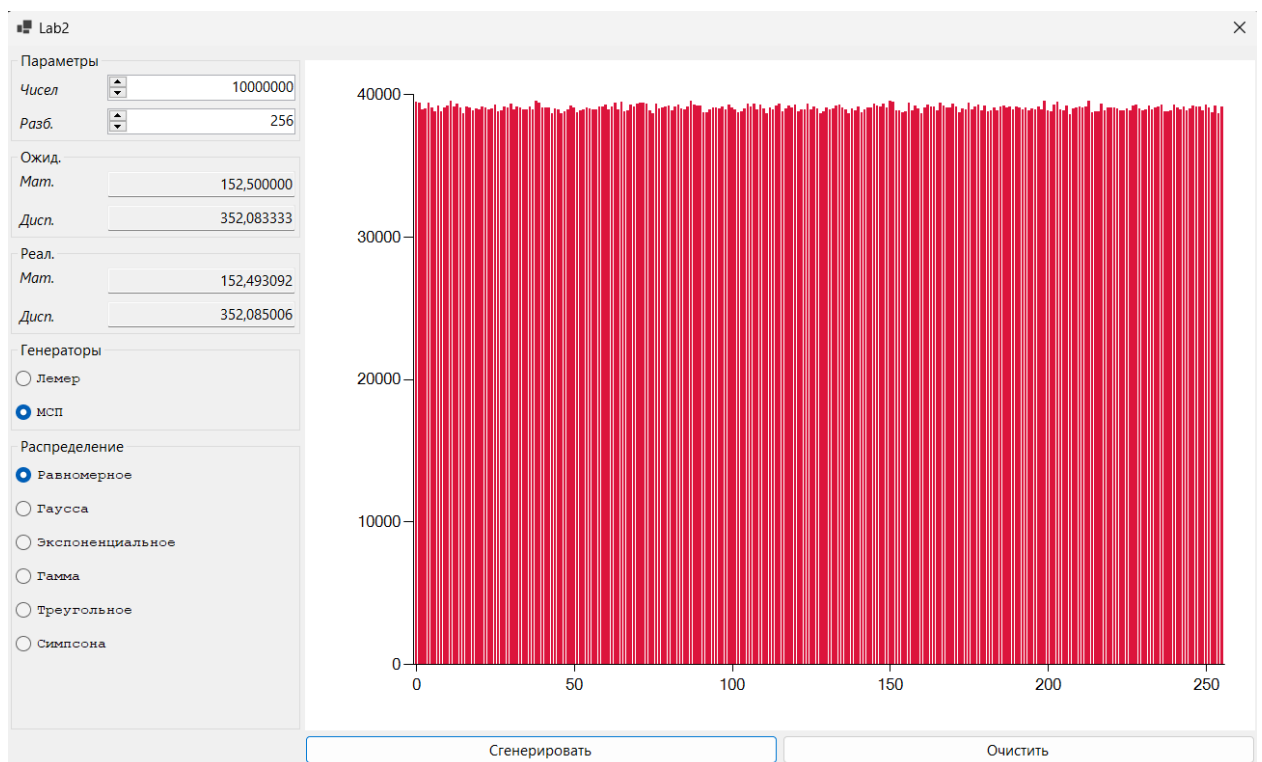 Lab2
Параметры
Чисел 10000000
Разб. 256
Ожид.
Мат. 152,500000
Дисп. 352,083333
Реал.
Мат. 152,493092
Дисп. 352,085006
Генераторы
Лемер
МСП
Распределение
Равномерное
Гаусса
Экспоненциальное
Гамма
Треугольное
Симпсона
40000
30000
20000
10000
0
0 50 100 150 200 250
Сгенерировать Очистить